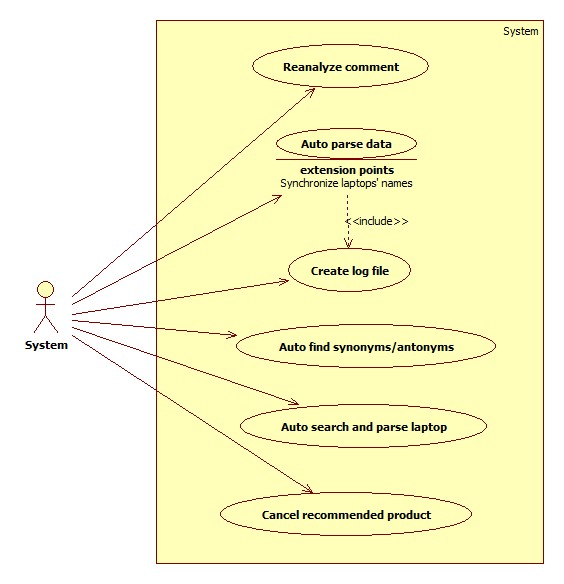 System
Reanalyze comment
Auto parse data
extension points
Synchronize laptops' names
<<include>>
Create log file
System
Auto find synonyms/antonyms
Auto search and parse laptop
Cancel recommended product